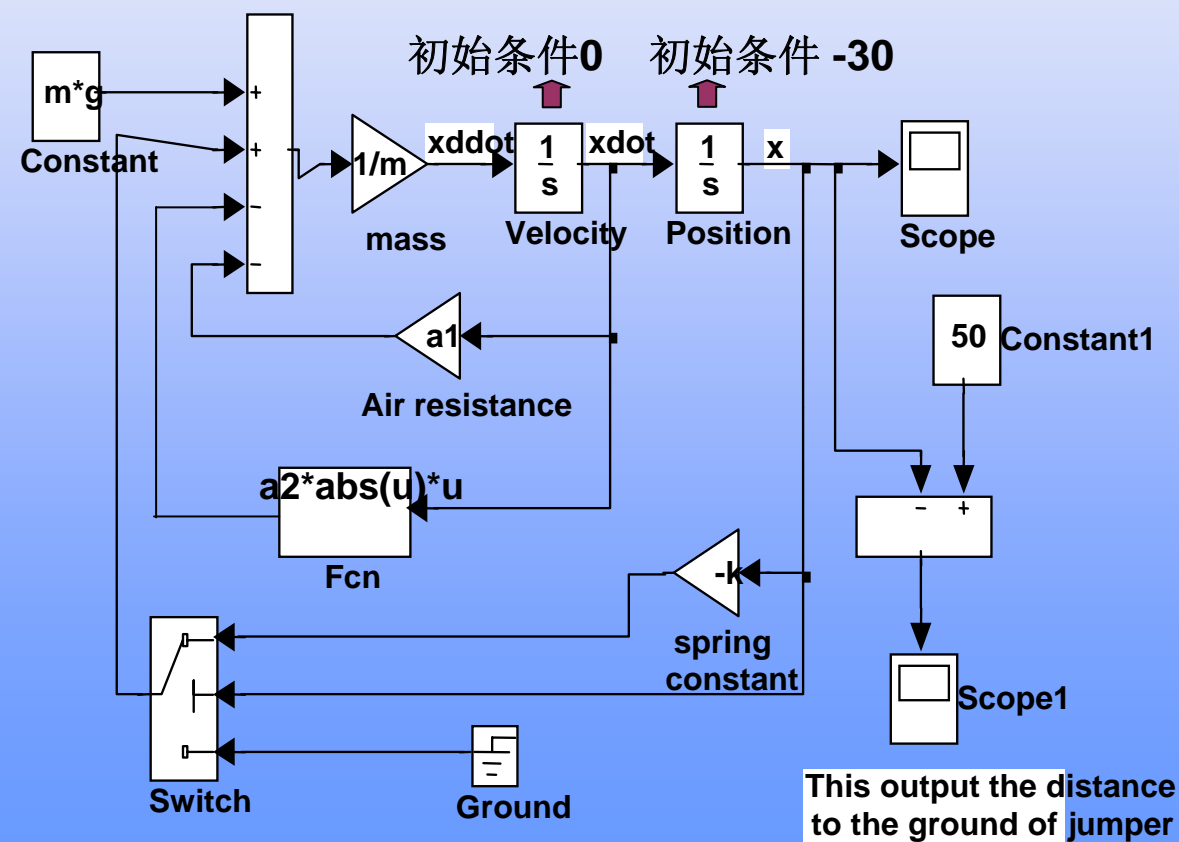 初始条件0 初始条件 -30
m*g
Constant
+
+
-
-
1/m
mass
xddot
1
s
Velocity
xdot
1
s
Position
x
Scope
a1
Air resistance
50
Constant1
a2*abs(u)*u
Fcn
- +
-k
spring
constant
Scope1
Switch
Ground
This output the distance
to the ground of jumper